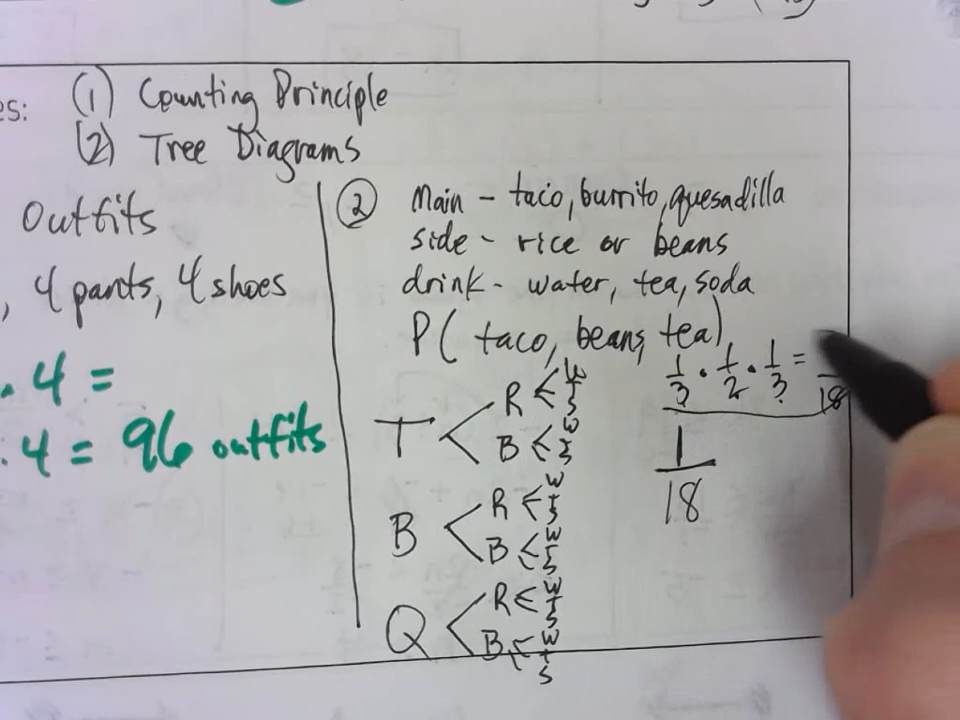 es: (1) Counting Principle
(2) Tree Diagrams
Outfits
, 4 pants, 4 shoes
. 4 =
. 4 = 96 outfits
2 Main - taco, burrito, quesadilla
side - rice or beans
drink - water, tea, soda
P( taco, beans, tea)
1/3 . 1/2 . 1/3 = /18
1/18
T < R < W T S
B < W T S
B < R < W T S
B < W T S
Q < R < W T S
B < W T S